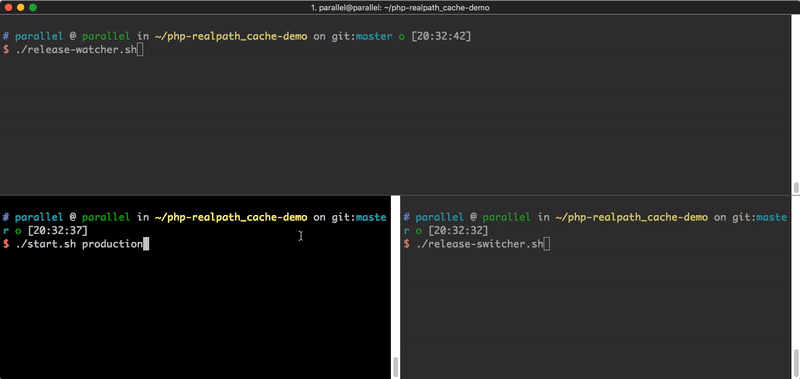 1. parallel@parallel: ~/php-realpath_cache-demo
# parallel @ parallel in ~/php-realpath_cache-demo on git:master o [20:32:42]
$ ./release-watcher.sh
# parallel @ parallel in ~/php-realpath_cache-demo on git:maste
r o [20:32:37]
$ ./start.sh production
# parallel @ parallel in ~/php-realpath_cache-demo on git:maste
r o [20:32:32]
$ ./release-switcher.sh